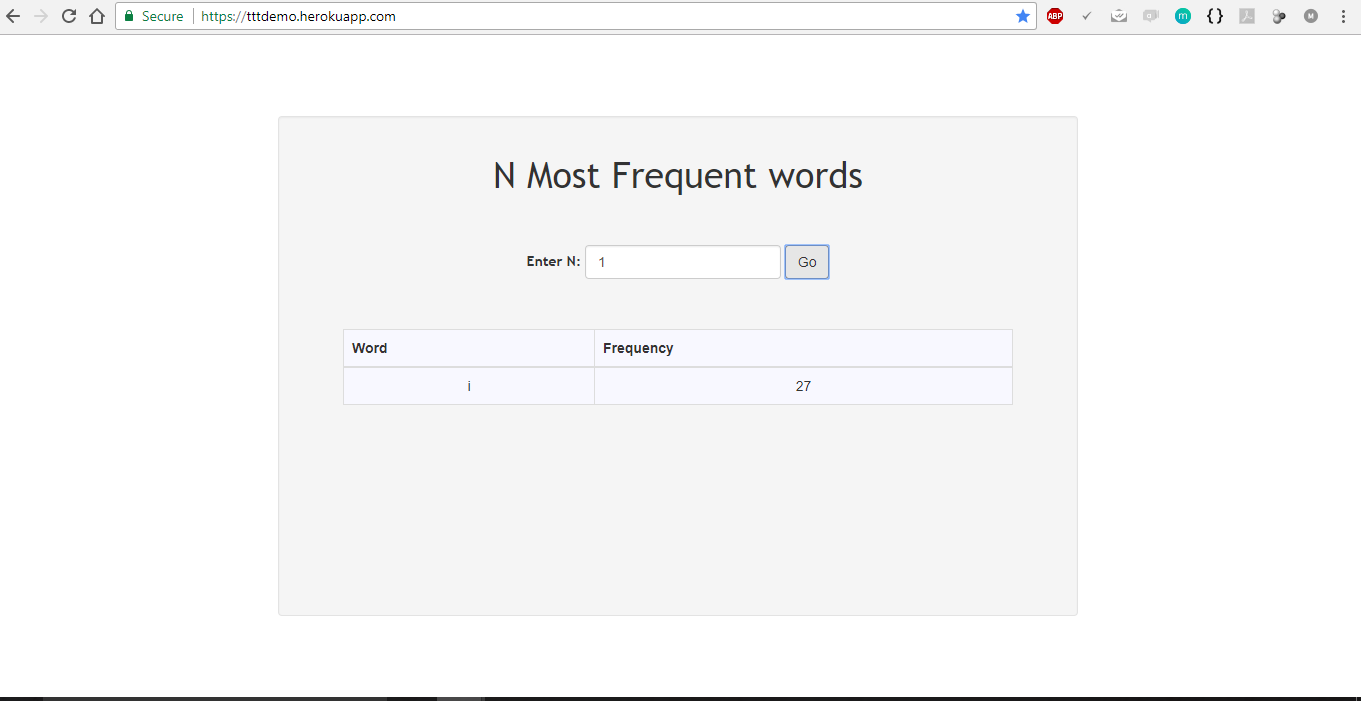 Secure https://tttdemo.herokuapp.com ABP m {} M
N Most Frequent words
Enter N: 1 Go
Word Frequency
i 27